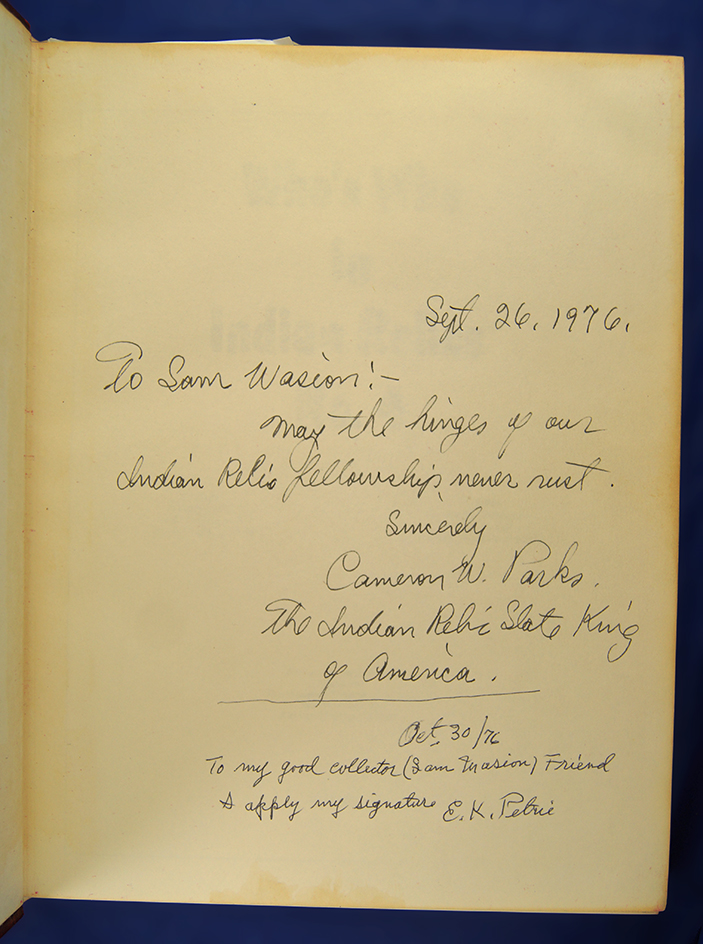 Sept. 26, 1976.
To Sam Wasion!-
May the hinges of our
Indian Relic fellowship, never rust.
Sincerely
Cameron W. Parks.
The Indian Relic Slate King
of America.
Oct. 30/76
To my good collector (Sam Wasion) Friend
I apply my signature E. K. Petrie